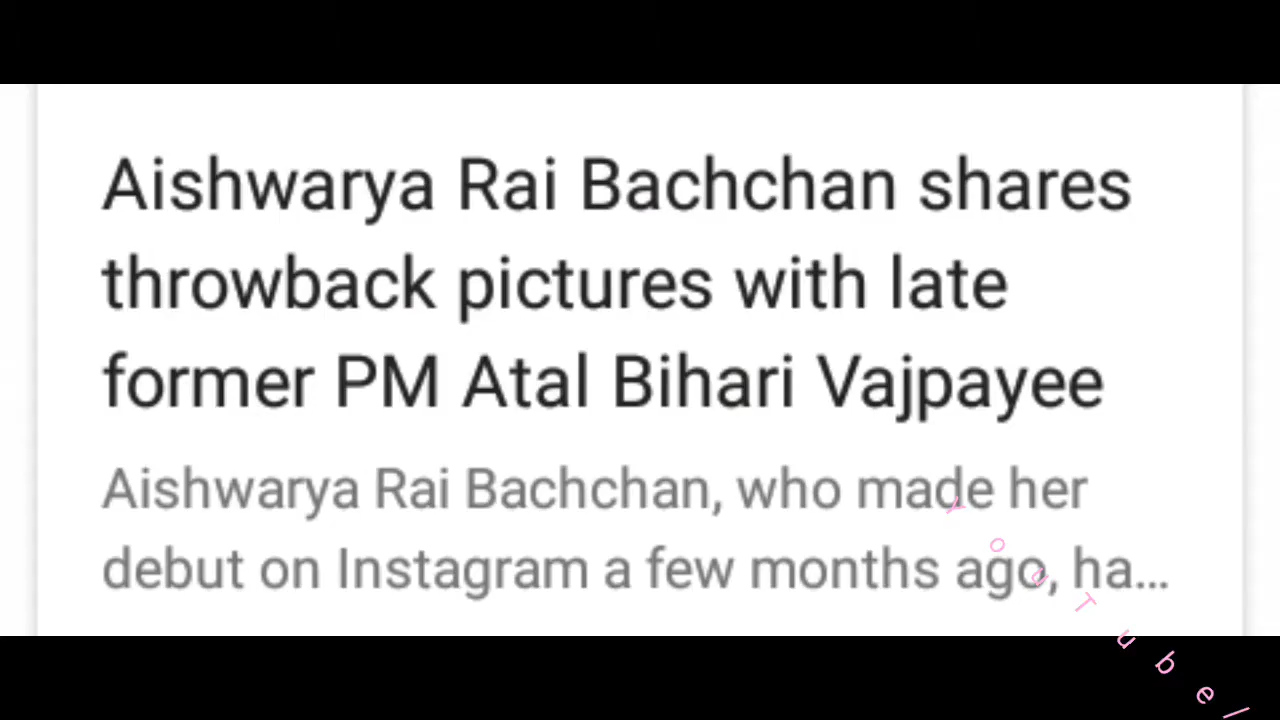 Aishwarya Rai Bachchan shares
throwback pictures with late
former PM Atal Bihari Vajpayee
Aishwarya Rai Bachchan, who made her
debut on Instagram a few months ago, ha...
YouTube/